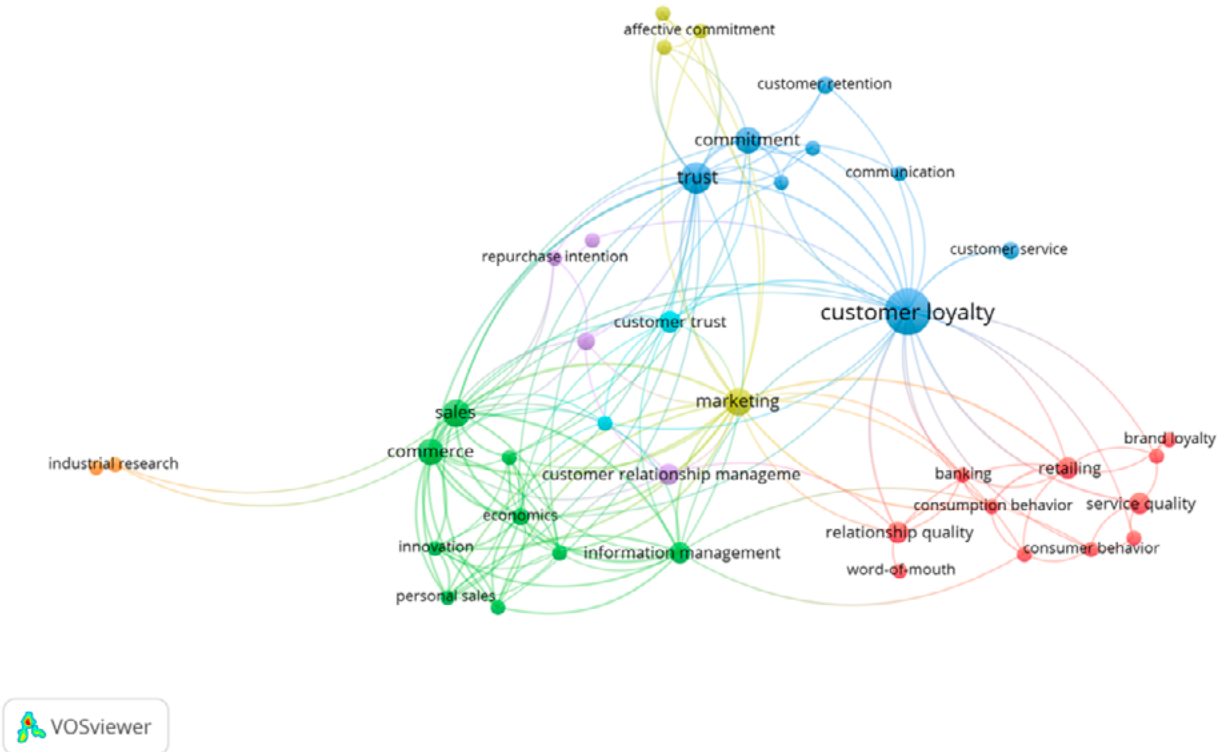 affective commitment
customer retention
commitment
communication
trust
customer service
repurchase intention
customer loyalty
customer trust
marketing
sales
commerce
brand loyalty
industrial research
retailing
banking
customer relationship manageme
service quality
consumption behavior
economics
relationship quality
innovation
information management
consumer behavior
word-of-mouth
personal sales
VOSviewer